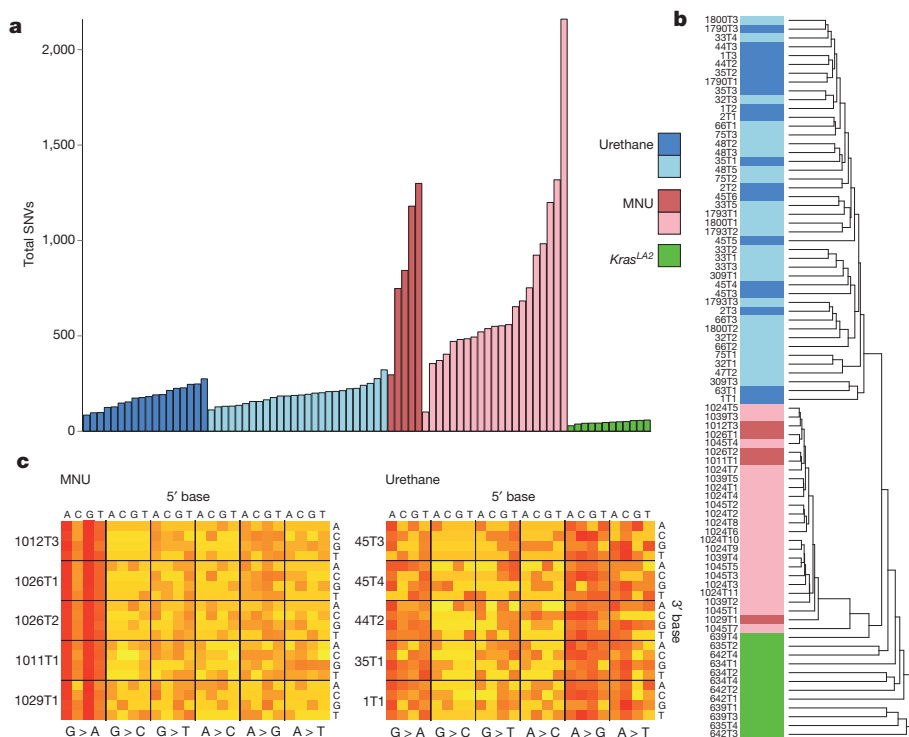 a
Total SNVs
2,000
1,500
1,000
500
0
Urethane
MNU
KrasLA2
b
1800T3
1790T3
33T4
44T3
1T3
44T2
35T2
1790T1
35T3
32T3
1T2
2T1
66T1
75T3
48T2
48T3
35T1
48T5
75T2
2T2
45T6
33T5
1793T1
1800T1
1793T2
45T5
33T2
33T1
33T3
309T1
45T4
45T3
1793T3
2T3
66T3
1800T2
32T2
66T2
75T1
32T1
47T2
309T3
63T1
1T1
1024T5
1039T3
1012T3
1026T1
1045T4
1026T2
1011T1
1024T7
1039T5
1024T1
1024T4
1045T2
1024T2
1024T8
1024T6
1024T10
1024T9
1039T4
1045T5
1045T3
1024T3
1024T11
1039T2
1045T1
1029T1
1045T7
639T4
635T2
642T4
634T1
634T2
634T4
642T2
642T1
639T1
639T3
635T4
642T3
c
MNU
5′ base
A C G T A C G T A C G T A C G T A C G T A C G T
1012T3
1026T1
1026T2
1011T1
1029T1
A
C
G
T
A
C
G
T
A
C
G
T
A
C
G
T
A
C
G
T
G > A G > C G > T A > C A > G A > T
Urethane
5′ base
A C G T A C G T A C G T A C G T A C G T A C G T
45T3
45T4
44T2
35T1
1T1
A
C
G
T
A
C
G
T
A
C
G
T
A
C
G
T
A
C
G
T
3′ base
G > A G > C G > T A > C A > G A > T